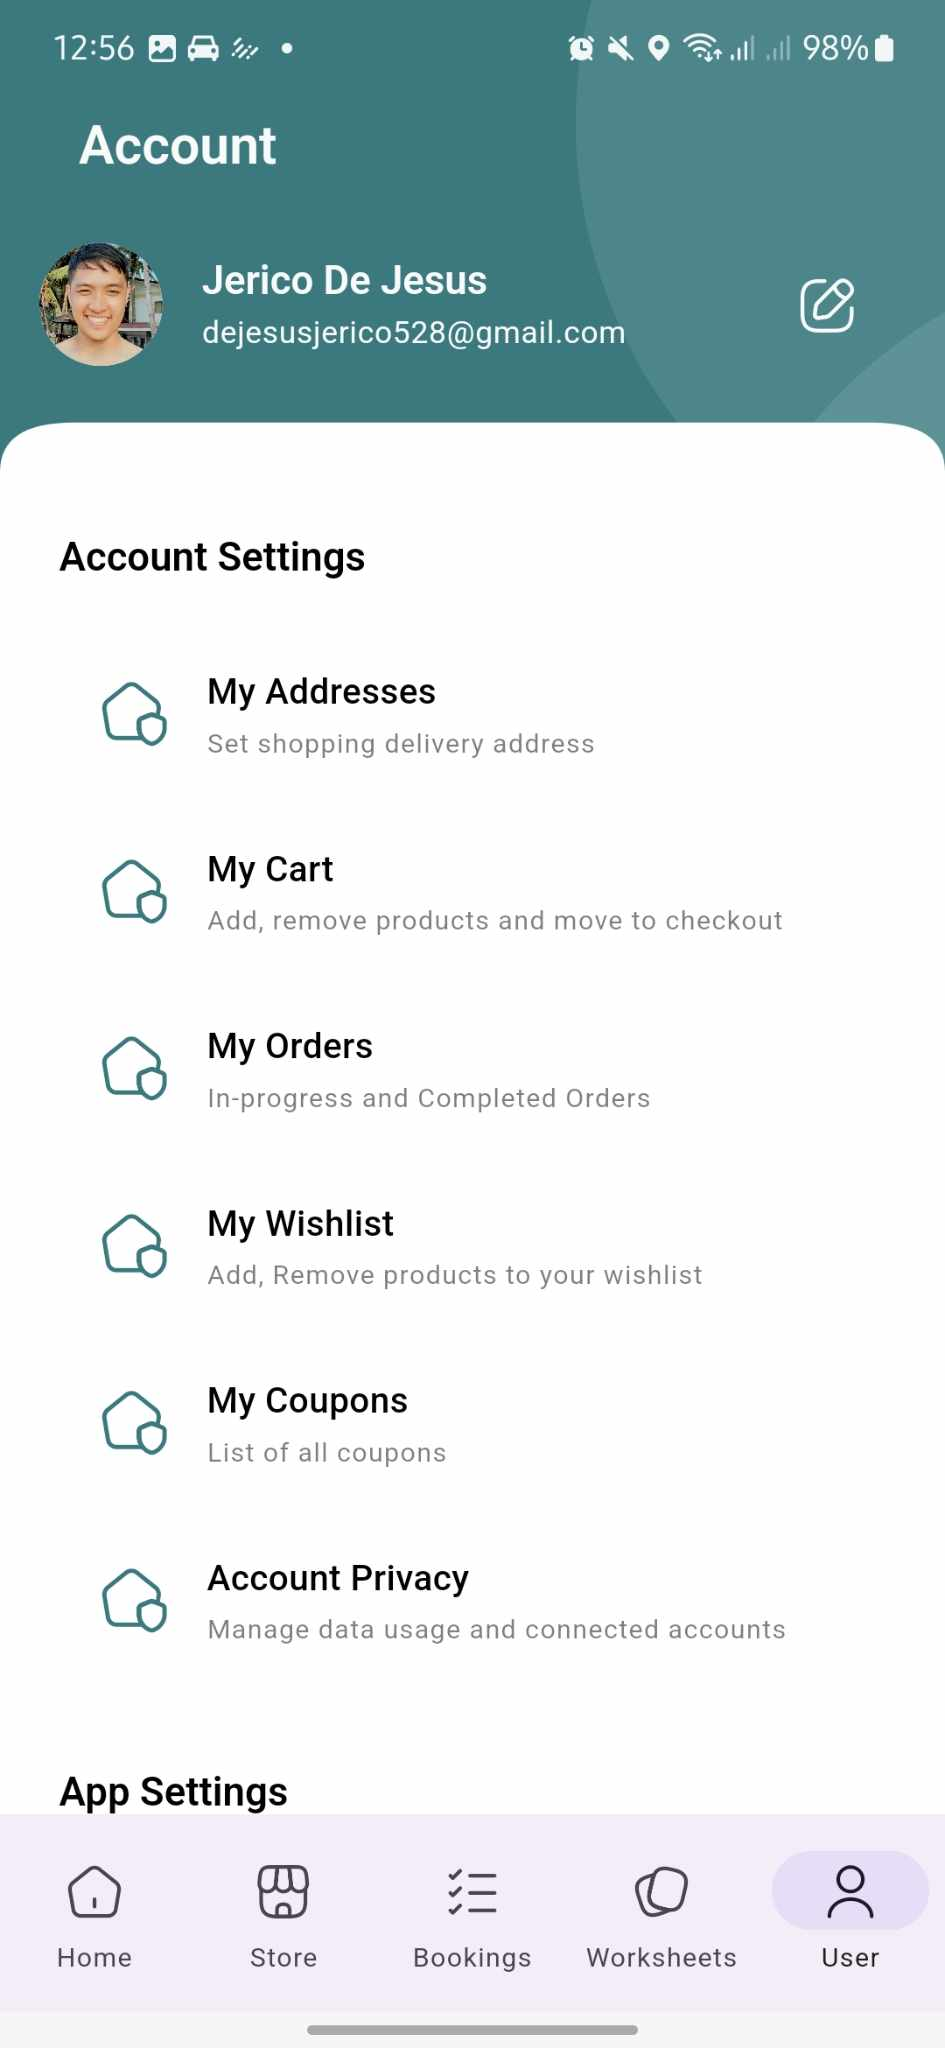 12:56 98%
Account
Jerico De Jesus
dejesusjerico528@gmail.com
Account Settings
My Addresses
Set shopping delivery address
My Cart
Add, remove products and move to checkout
My Orders
In-progress and Completed Orders
My Wishlist
Add, Remove products to your wishlist
My Coupons
List of all coupons
Account Privacy
Manage data usage and connected accounts
App Settings
Home Store Bookings Worksheets User